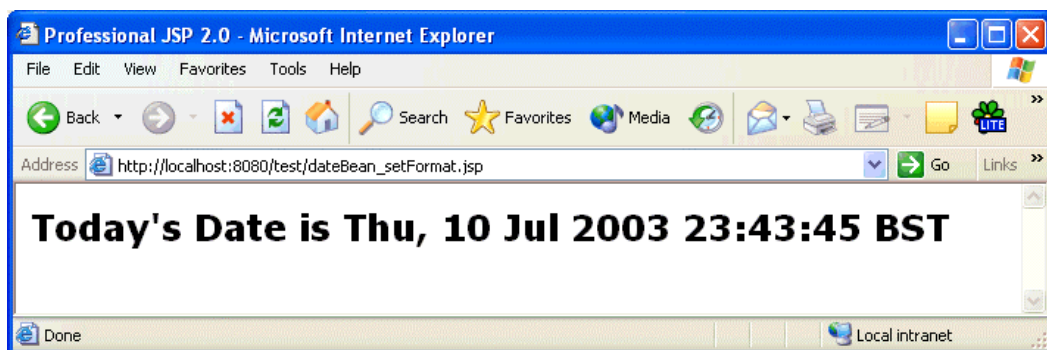 Professional JSP 2.0 - Microsoft Internet Explorer
File Edit View Favorites Tools Help
Back Search Favorites Media LITE
Address http://localhost:8080/test/dateBean_setFormat.jsp Go Links
Today's Date is Thu, 10 Jul 2003 23:43:45 BST
Done Local intranet